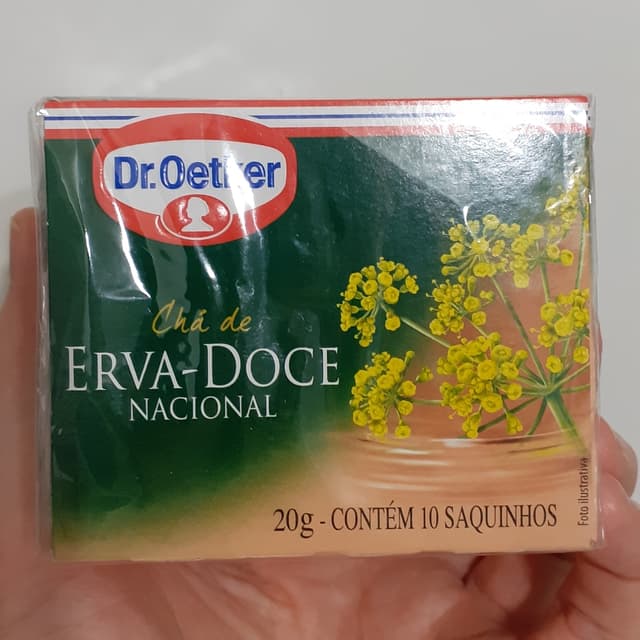 Dr.Oetker
Chá de
ERVA-DOCE
NACIONAL
20g - CONTÉM 10 SAQUINHOS
Foto ilustrativa